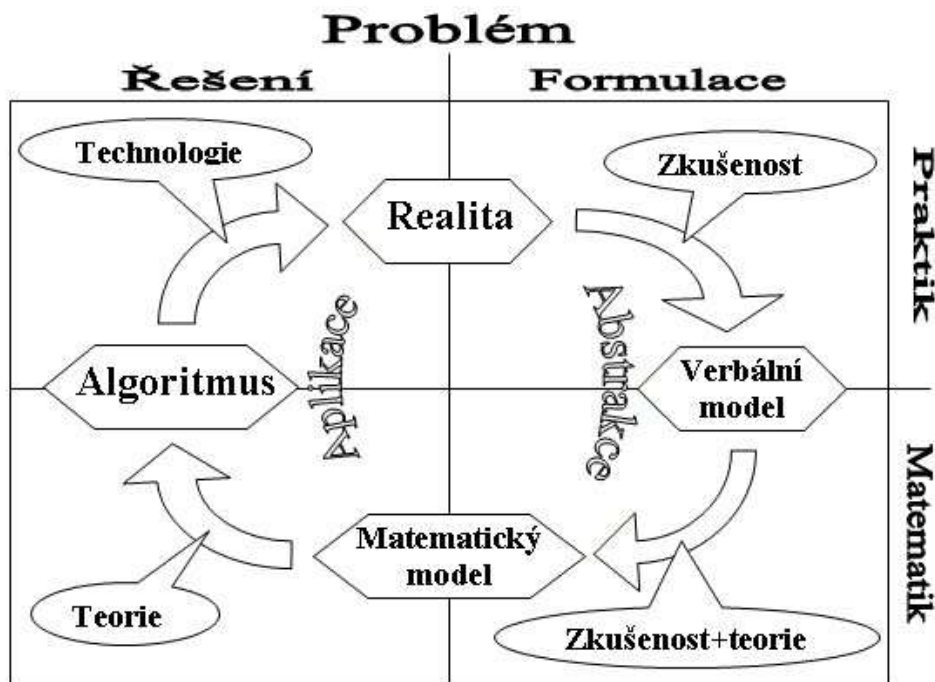 Problém
Řešení
Formulace
Technologie
Zkušenost
Praktik
Realita
Aplikace
Abstrakce
Algoritmus
Verbální
model
Matematik
Matematický
model
Teorie
Zkušenost+teorie